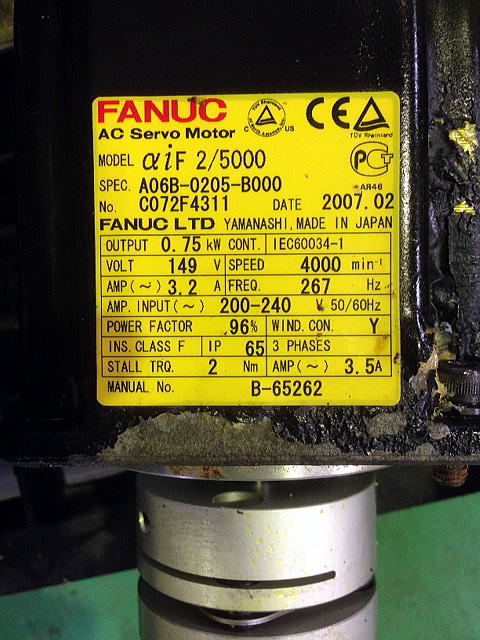 FANUC
AC Servo Motor
C US
CE
TÜV Rheinland
MODEL αiF 2/5000
SPEC. A06B-0205-B000
AR46
No. C072F4311 DATE 2007.02
FANUC LTD YAMANASHI, MADE IN JAPAN
OUTPUT 0.75 kW CONT. IEC60034-1
VOLT 149 V SPEED 4000 min⁻¹
AMP(~) 3.2 A FREQ. 267 Hz
AMP. INPUT(~) 200-240 V 50/60Hz
POWER FACTOR .96% WIND. CON. Y
INS. CLASS F IP 65 3 PHASES
STALL TRQ. 2 Nm AMP(~) 3.5A
MANUAL No. B-65262